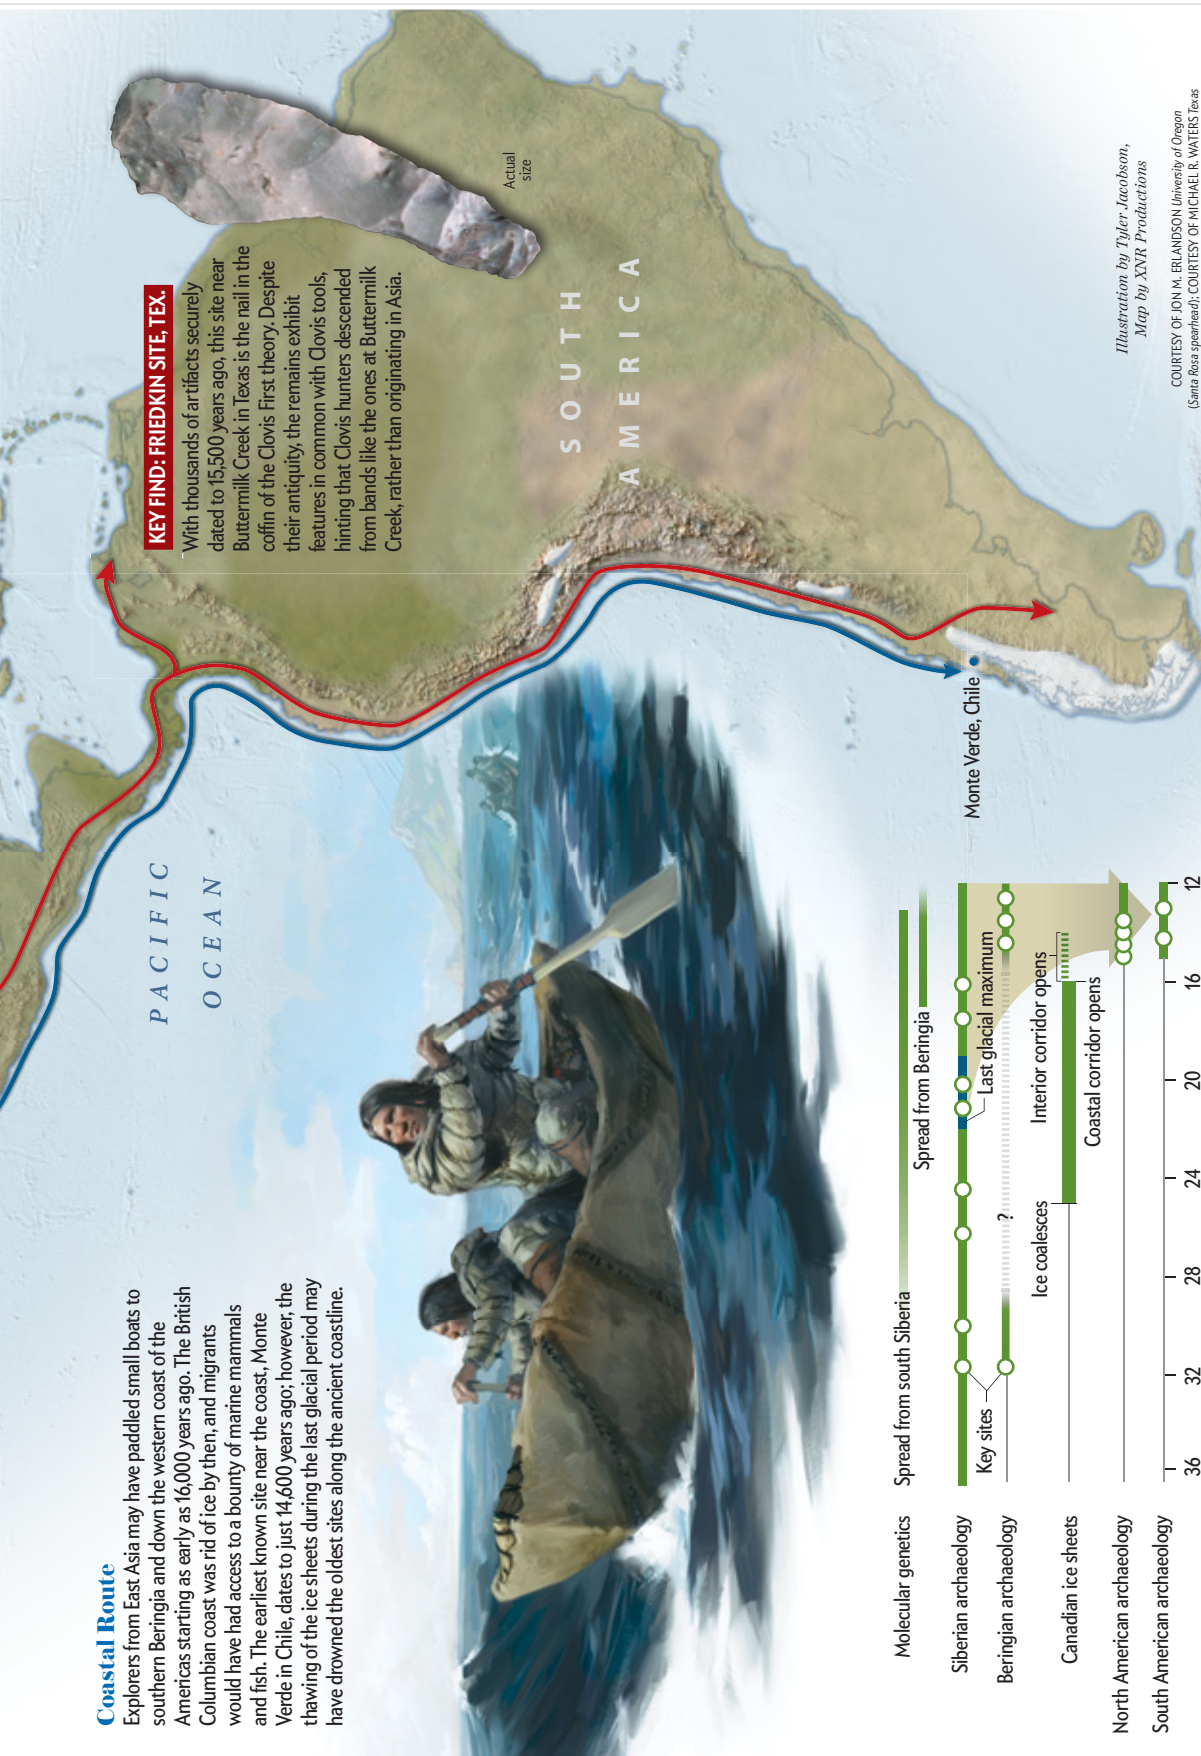 Coastal Route
Explorers from East Asia may have paddled small boats to
southern Beringia and down the western coast of the
Americas starting as early as 16,000 years ago. The British
Columbian coast was rid of ice by then, and migrants
would have had access to a bounty of marine mammals
and fish. The earliest known site near the coast, Monte
Verde in Chile, dates to just 14,600 years ago; however, the
thawing of the ice sheets during the last glacial period may
have drowned the oldest sites along the ancient coastline.
PACIFIC
OCEAN
KEY FIND: FRIEDKIN SITE, TEX.
With thousands of artifacts securely
dated to 15,500 years ago, this site near
Buttermilk Creek in Texas is the nail in the
coffin of the Clovis First theory. Despite
their antiquity, the remains exhibit
features in common with Clovis tools,
hinting that Clovis hunters descended
from bands like the ones at Buttermilk
Creek, rather than originating in Asia.
Actual
size
SOUTH
AMERICA
Monte Verde, Chile
Molecular genetics
Spread from south Siberia
Spread from Beringia
Siberian archaeology
Key sites
Last glacial maximum
Beringian archaeology
?
Ice coalesces
Interior corridor opens
Canadian ice sheets
Coastal corridor opens
North American archaeology
South American archaeology
36
32
28
24
20
16
12
Illustration by Tyler Jacobson,
Map by XNR Productions
COURTESY OF JON M. ERLANDSON University of Oregon
(Santa Rosa spearhead); COURTESY OF MICHAEL R. WATERS Texas